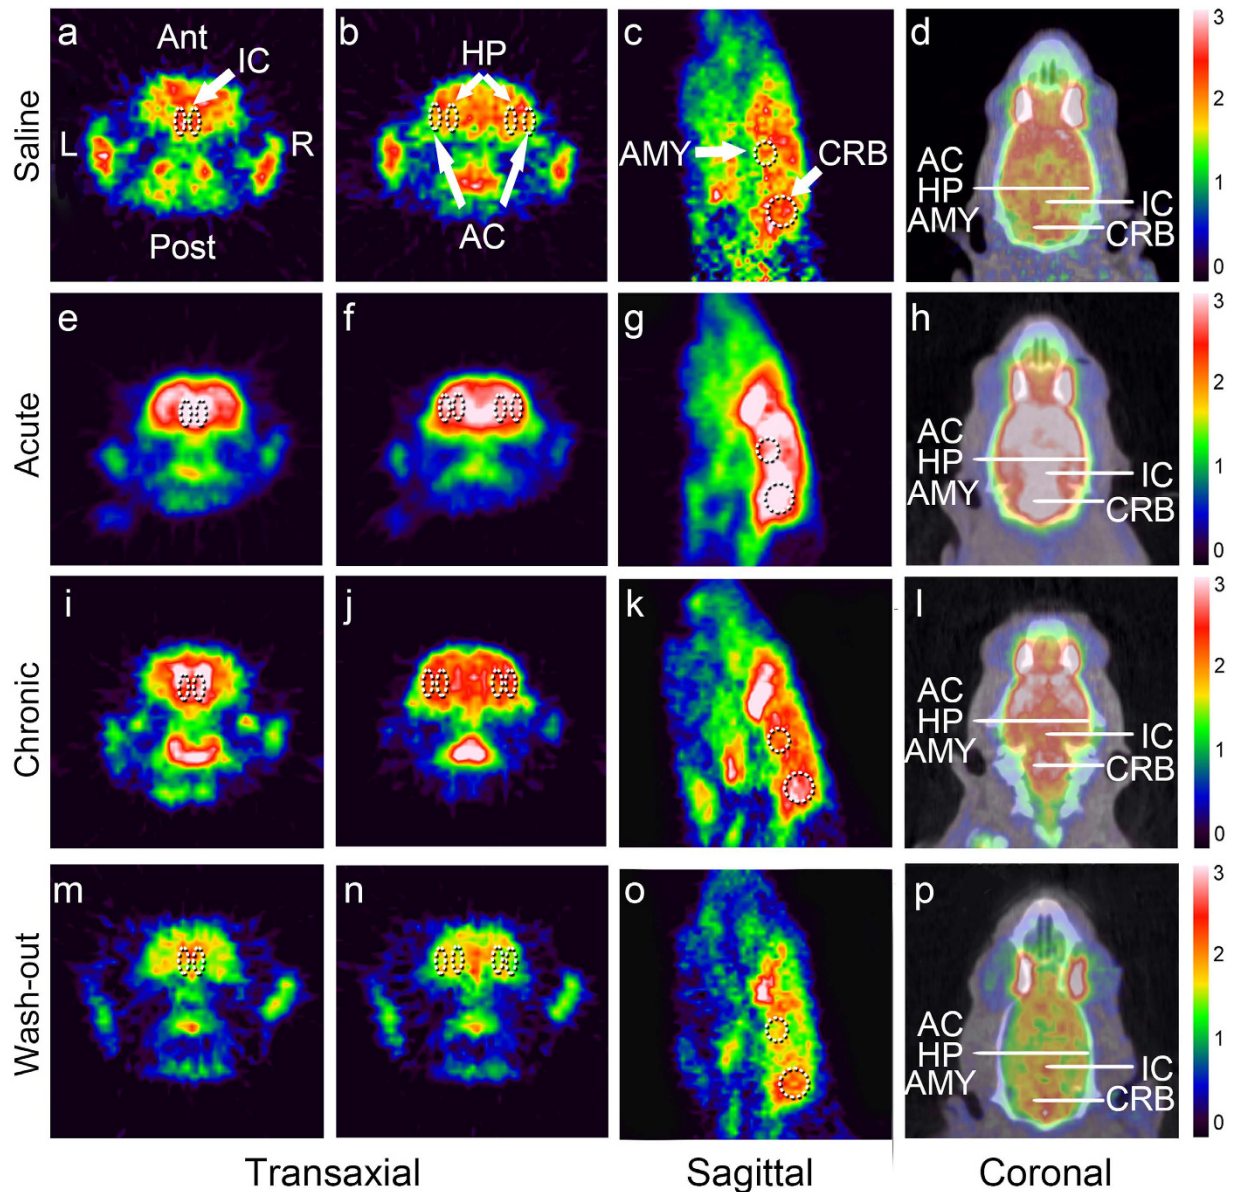 a
Ant
IC
L
R
Post
b
HP
AC
c
AMY
CRB
d
AC
HP
AMY
IC
CRB
3
2
1
0
Saline
e
f
g
h
AC
HP
AMY
IC
CRB
3
2
1
0
Acute
i
j
k
l
AC
HP
AMY
IC
CRB
3
2
1
0
Chronic
m
n
o
p
AC
HP
AMY
IC
CRB
3
2
1
0
Wash-out
Transaxial
Sagittal
Coronal